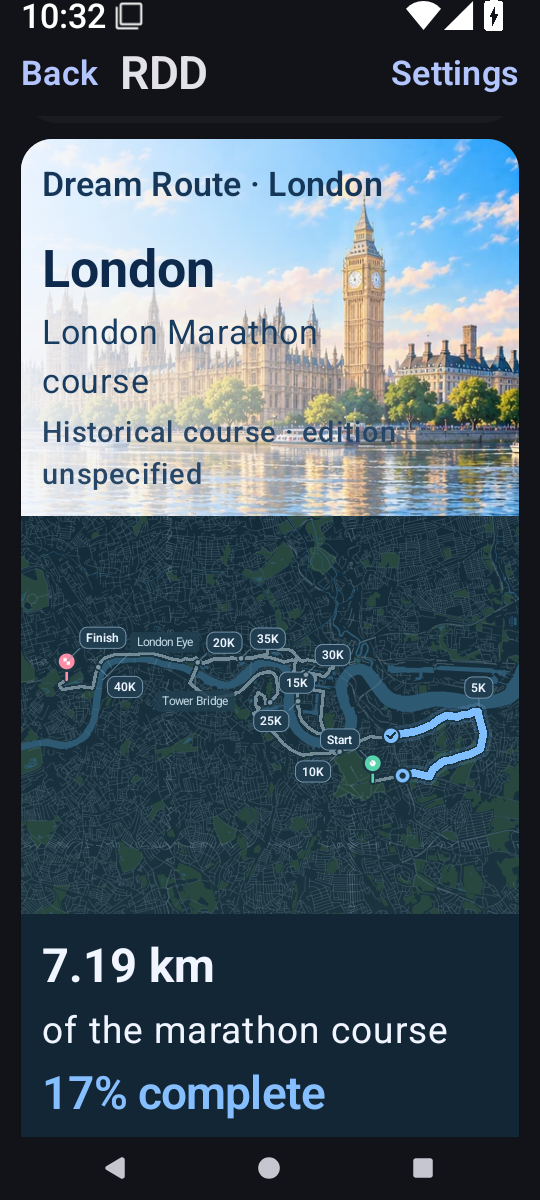 10:32
Back RDD Settings
Dream Route · London
London
London Marathon
course
Historical course · edition
unspecified
Finish
London Eye
20K
35K
30K
40K
Tower Bridge
15K
5K
25K
Start
10K
7.19 km
of the marathon course
17% complete